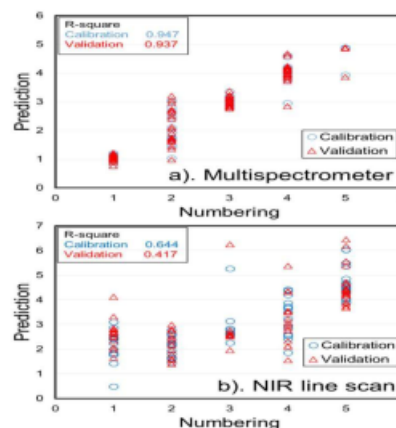 6
R-square
Calibration 0.947
Validation 0.937
5
4
3
2
1
0
Prediction
Calibration
Validation
a). Multispectrometer
0 1 2 3 4 5
Numbering
7
R-square
Calibration 0.644
Validation 0.417
6
5
4
3
2
1
0
Prediction
Calibration
Validation
b). NIR line scan
0 1 2 3 4 5
Numbering